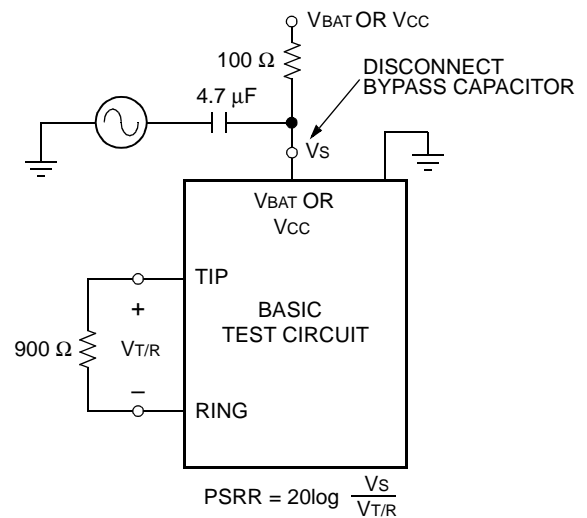 VBAT OR VCC
100 Ω
DISCONNECT
BYPASS CAPACITOR
4.7 µF
VS
VBAT OR
VCC
TIP
+
BASIC
TEST CIRCUIT
900 Ω
VT/R
–
RING
PSRR = 20log VS
VT/R